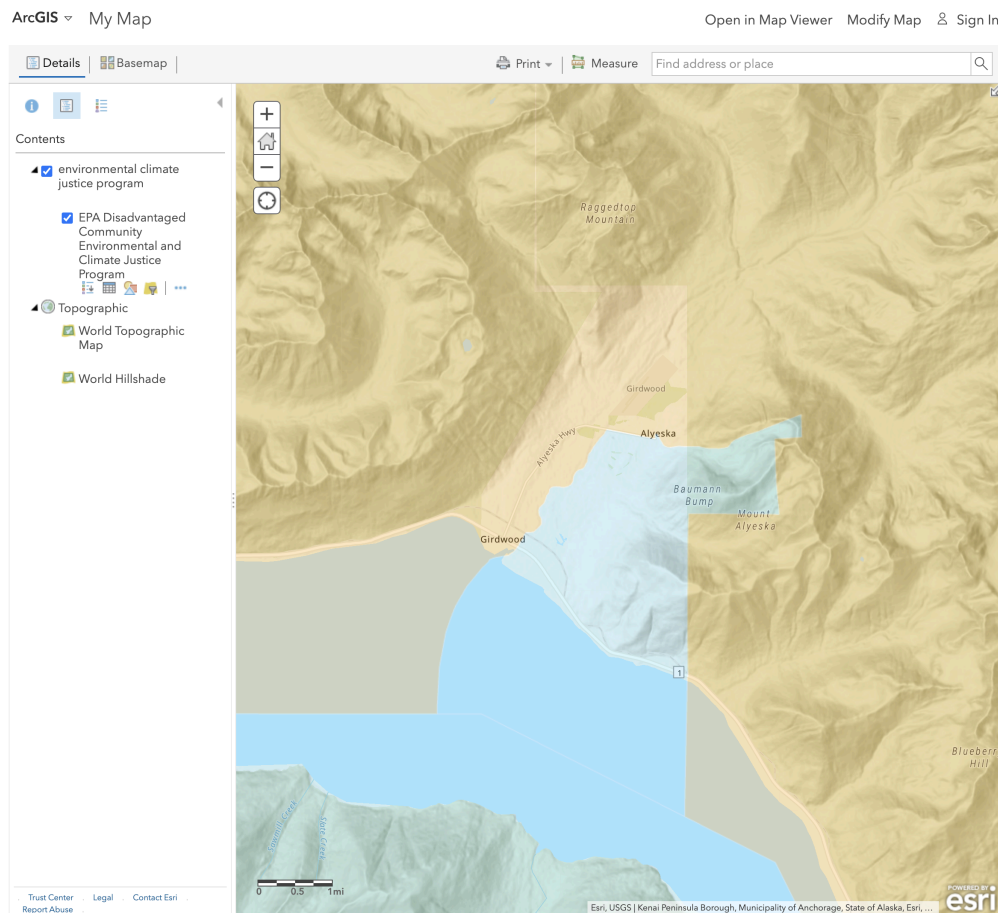 ArcGIS My Map
Open in Map Viewer Modify Map Sign In
Details Basemap
Print Measure Find address or place
Contents
environmental climate
justice program
EPA Disadvantaged
Community
Environmental and
Climate Justice
Program
Topographic
World Topographic
Map
World Hillshade
Trust Center . Legal . Contact Esri .
Report Abuse
+
−
Raggedtop
Mountain
Girdwood
Alyeska
Alyeska Hwy
Baumann
Bump
Mount
Alyeska
Girdwood
1
Blueberr
Hill
Slate Creek
0 0.5 1mi
Esri, USGS | Kenai Peninsula Borough, Municipality of Anchorage, State of Alaska, Esri, ...
POWERED BY
esri